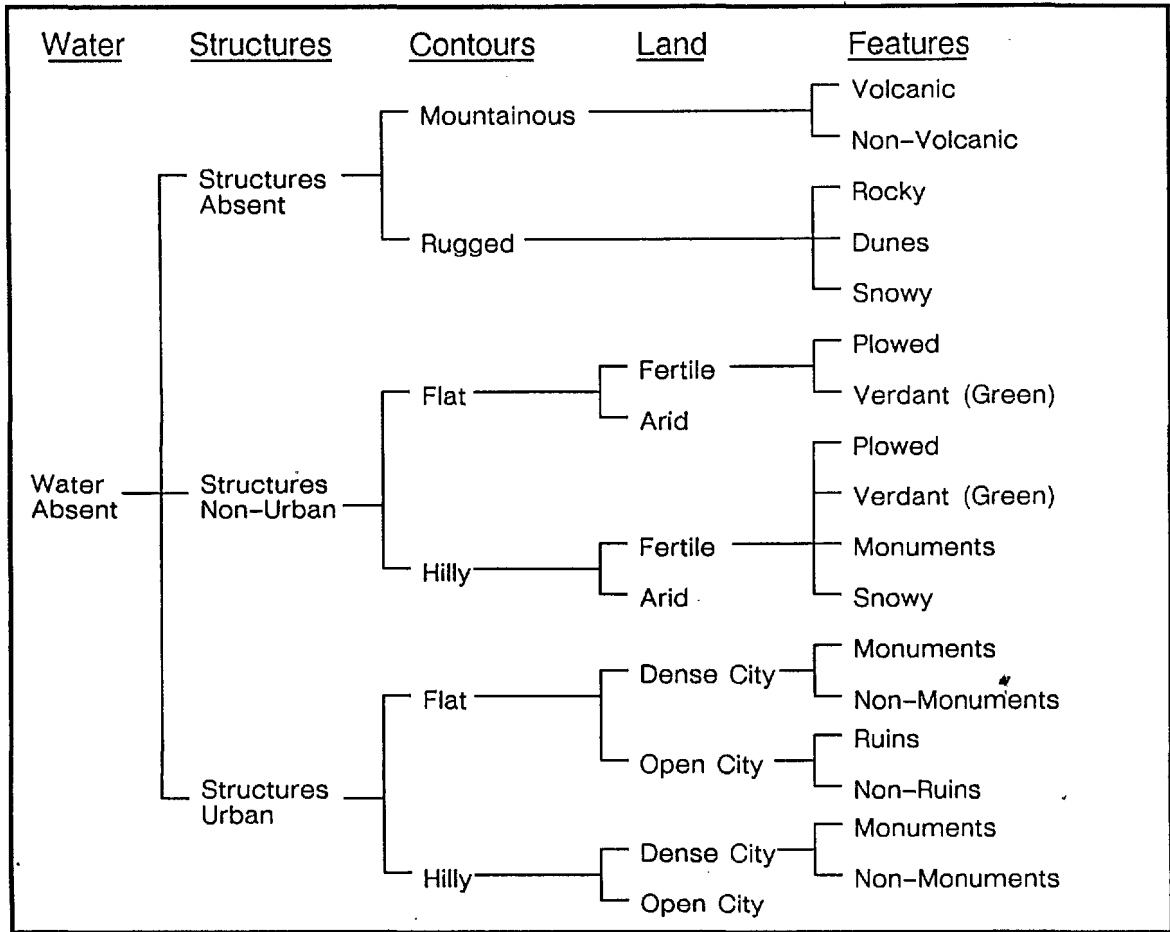 Water Structures Contours Land Features
Volcanic
Mountainous
Non-Volcanic
Structures
Absent
Rocky
Rugged
Dunes
Snowy
Plowed
Fertile
Flat
Verdant (Green)
Arid
Plowed
Water
Absent
Structures
Non-Urban
Verdant (Green)
Fertile
Monuments
Hilly
Arid
Snowy
Monuments
Dense City
Flat
Non-Monuments
Ruins
Open City
Structures
Urban
Non-Ruins
Monuments
Dense City
Hilly
Non-Monuments
Open City